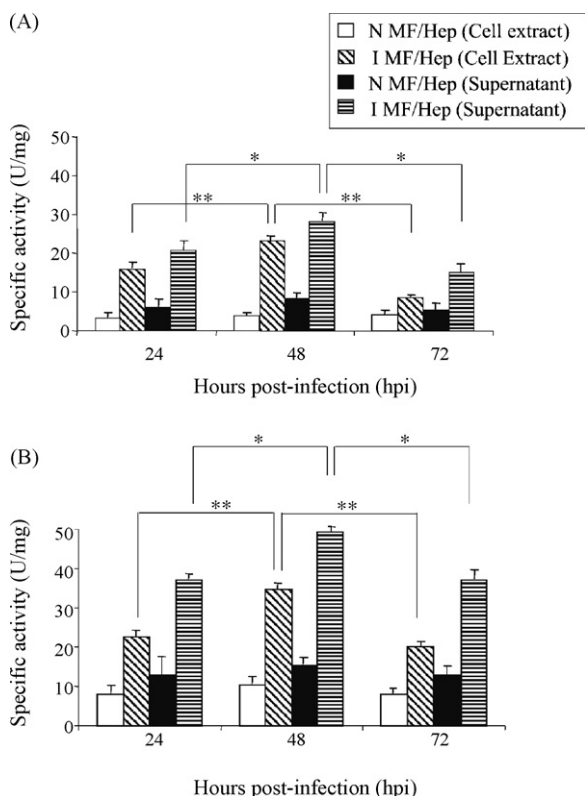 (A)
N MF/Hep (Cell extract)
I MF/Hep (Cell Extract)
N MF/Hep (Supernatant)
I MF/Hep (Supernatant)
Specific activity (U/mg)
50
40
30
20
10
0
* *
** **
24 48 72
Hours post-infection (hpi)
(B)
Specific activity (U/mg)
50
40
30
20
10
0
* *
** **
24 48 72
Hours post-infection (hpi)